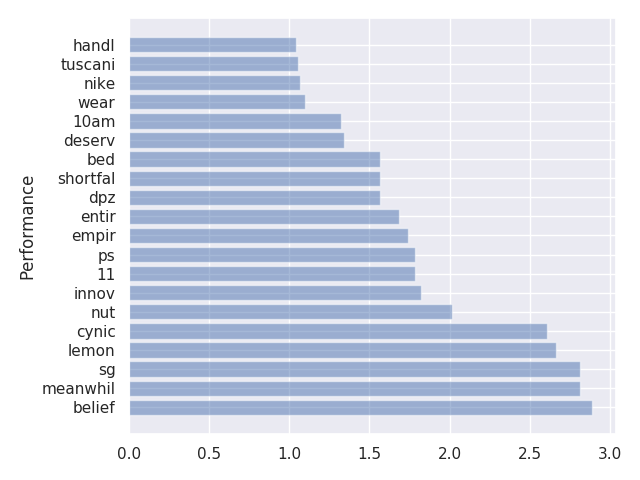 handl
tuscani
nike
wear
10am
deserv
bed
shortfal
dpz
entir
empir
ps
11
innov
nut
cynic
lemon
sg
meanwhil
belief
Performance
0.0 0.5 1.0 1.5 2.0 2.5 3.0